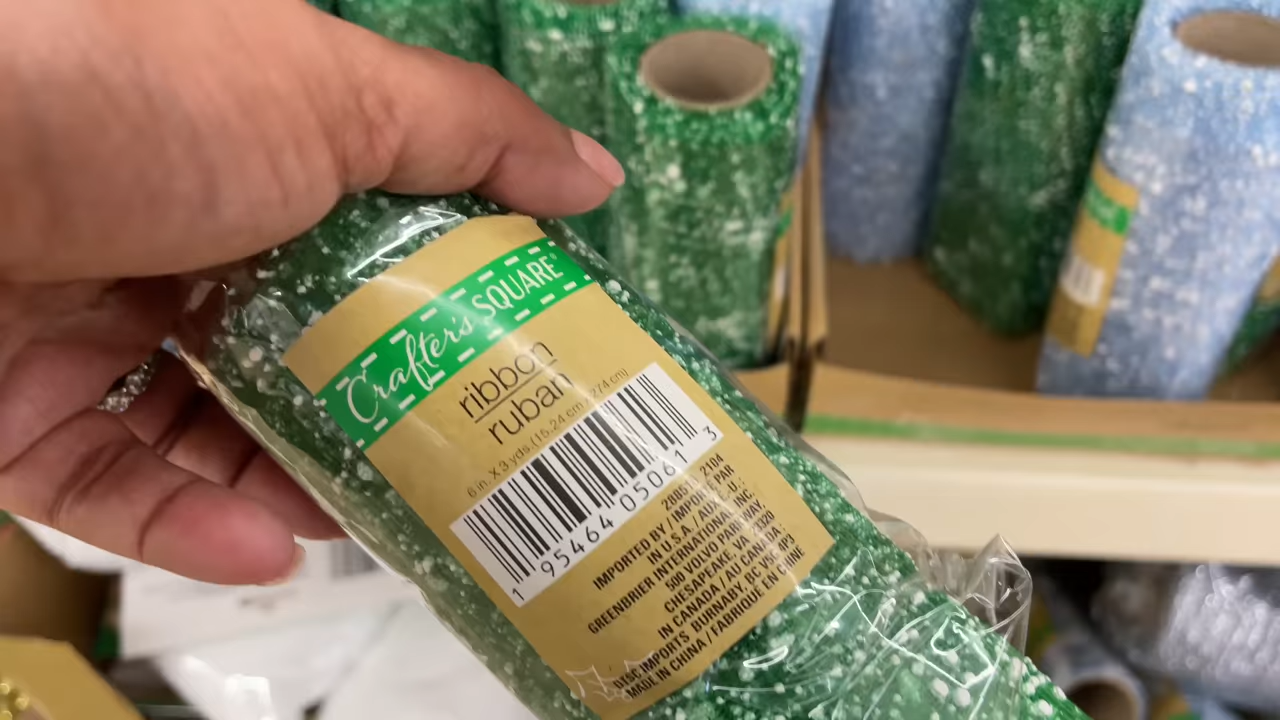 Crafter's SQUARE
ribbon
ruban
6 in. X 3 yds. (15.24 cm X 274 cm)
1 95464 05061 3
2104
IMPORTED BY / IMPORTÉ PAR
IN U.S.A. / AUX É.-U.:
GREENBRIER INTERNATIONAL, INC.
500 VOLVO PARKWAY,
CHESAPEAKE VA 23320
IN CANADA / AU CANADA:
DTSC IMPORTS BURNABY, BC V5E
MADE IN CHINA / FABRIQUÉ EN CHINE